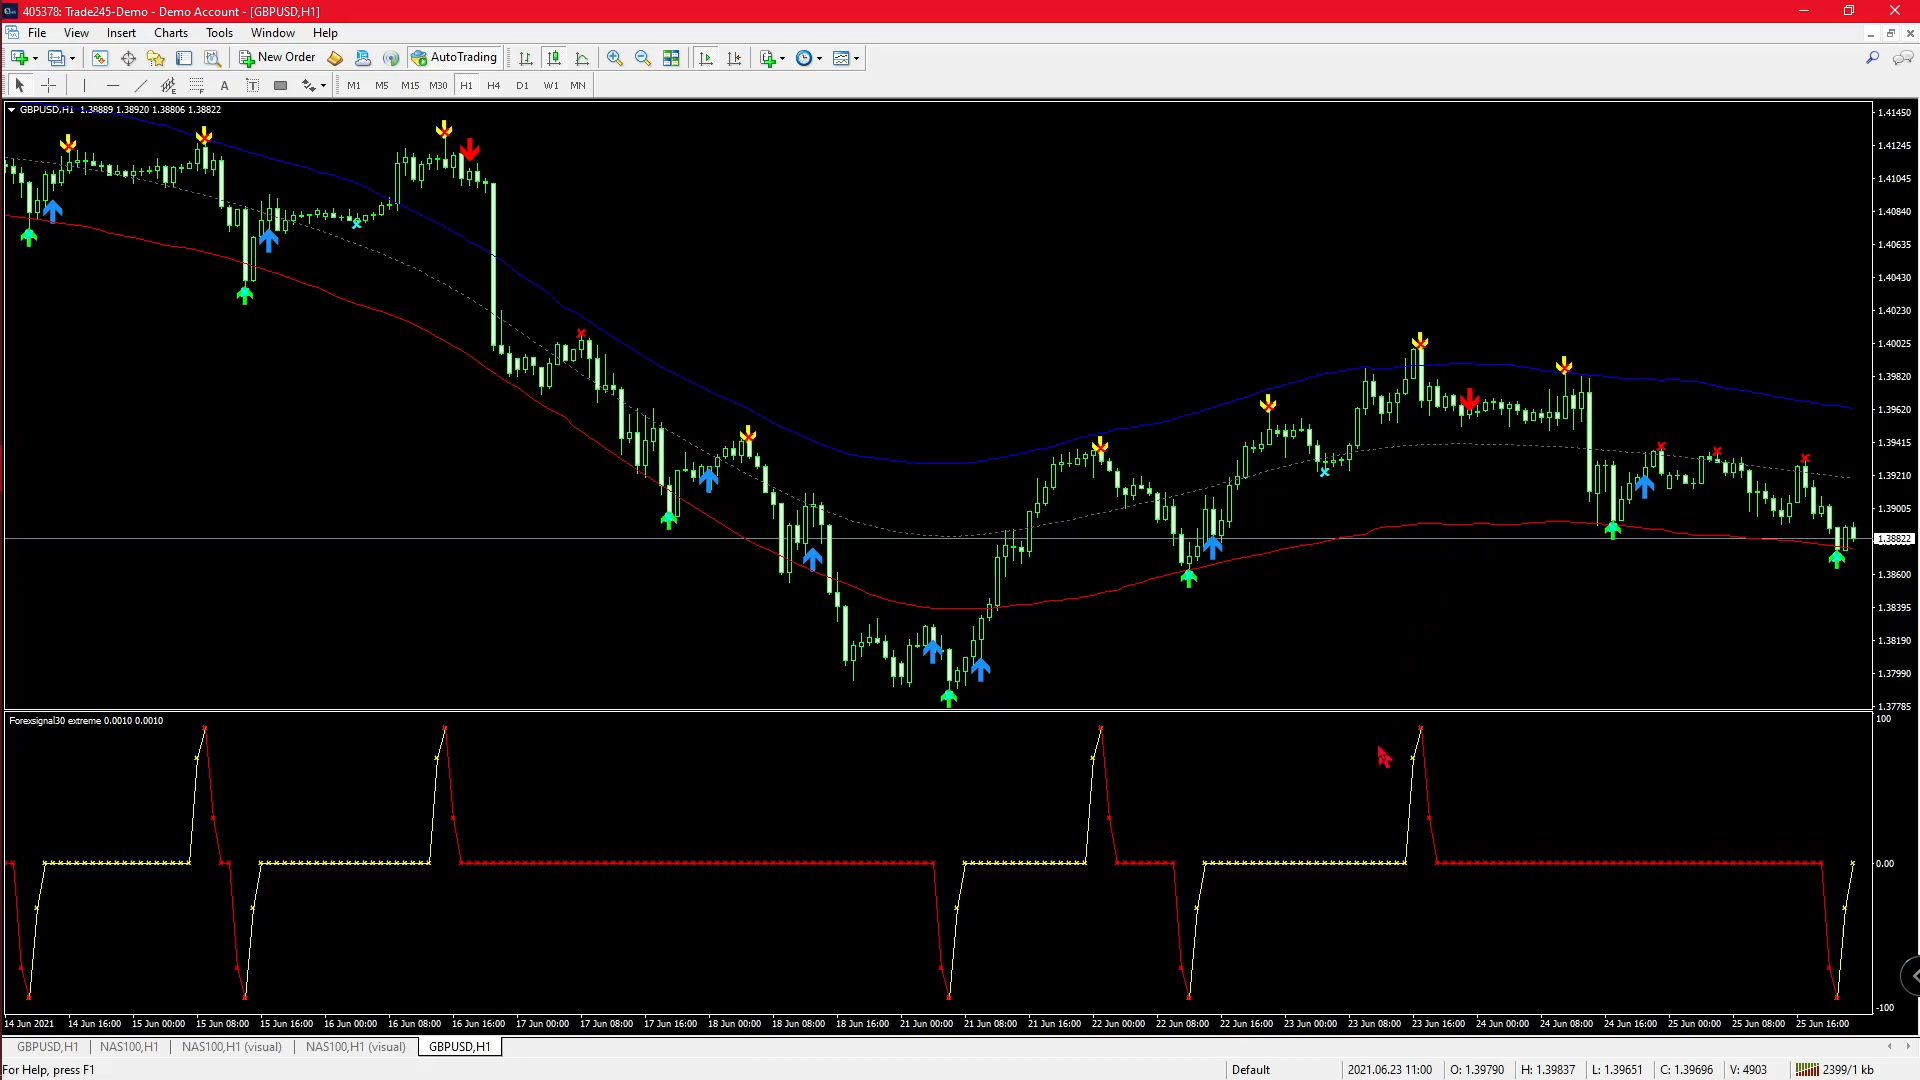 405378: Trade245-Demo - Demo Account - [GBPUSD,H1]
File View Insert Charts Tools Window Help
New Order AutoTrading
A T M1 M5 M15 M30 H1 H4 D1 W1 MN
GBPUSD,H1 1.38889 1.38920 1.38806 1.38822
1.41450
1.41245
1.41045
1.40840
1.40635
1.40430
1.40230
1.40025
1.39820
1.39620
1.39415
1.39210
1.39005
1.38822
1.38600
1.38395
1.38190
1.37990
1.37785
Forexsignal30 extreme 0.0010 0.0010
100
0.00
-100
14 Jun 2021 14 Jun 16:00 15 Jun 00:00 15 Jun 08:00 15 Jun 16:00 16 Jun 00:00 16 Jun 08:00 16 Jun 16:00 17 Jun 00:00 17 Jun 08:00 17 Jun 16:00 18 Jun 00:00 18 Jun 08:00 18 Jun 16:00 21 Jun 00:00 21 Jun 08:00 21 Jun 16:00 22 Jun 00:00 22 Jun 08:00 22 Jun 16:00 23 Jun 00:00 23 Jun 08:00 23 Jun 16:00 24 Jun 00:00 24 Jun 08:00 24 Jun 16:00 25 Jun 00:00 25 Jun 08:00 25 Jun 16:00
GBPUSD,H1 NAS100,H1 NAS100,H1 (visual) NAS100,H1 (visual) GBPUSD,H1
For Help, press F1 Default 2021.06.23 11:00 O: 1.39790 H: 1.39837 L: 1.39651 C: 1.39696 V: 4903 2399/1 kb